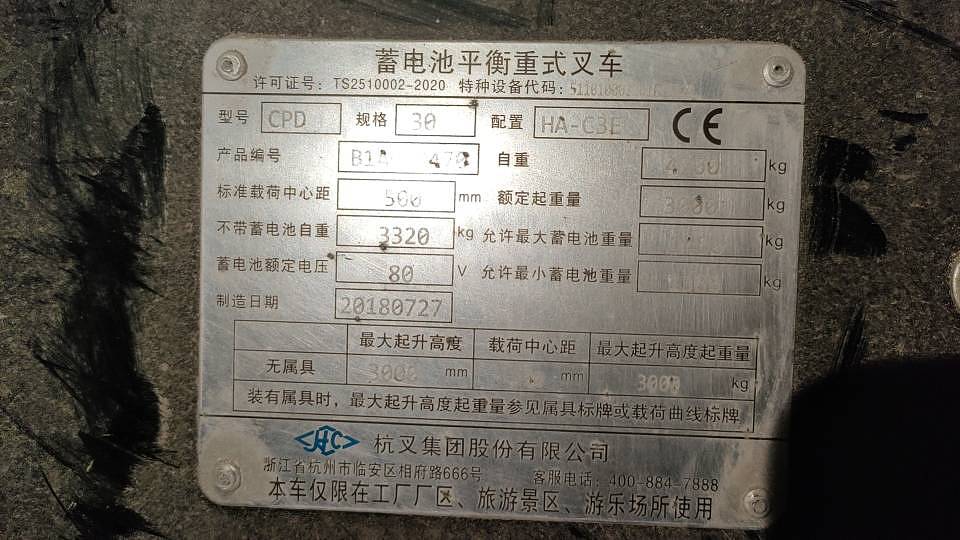 蓄电池平衡重式叉车
许可证号：TS2510002-2020 特种设备代码：
型号 CPD 规格 30 配置 HA-C3E CE
产品编号 自重 kg
标准载荷中心距 500 mm 额定起重量 3000 kg
不带蓄电池自重 3320 kg 允许最大蓄电池重量 kg
蓄电池额定电压 80 V 允许最小蓄电池重量 kg
制造日期 20180727
最大起升高度 载荷中心距 最大起升高度起重量
无属具 3000 mm mm 3000 kg
装有属具时，最大起升高度起重量参见属具标牌或载荷曲线标牌
HC 杭叉集团股份有限公司
浙江省杭州市临安区相府路666号 客服电话：400-884-7888
本车仅限在工厂厂区、旅游景区、游乐场所使用